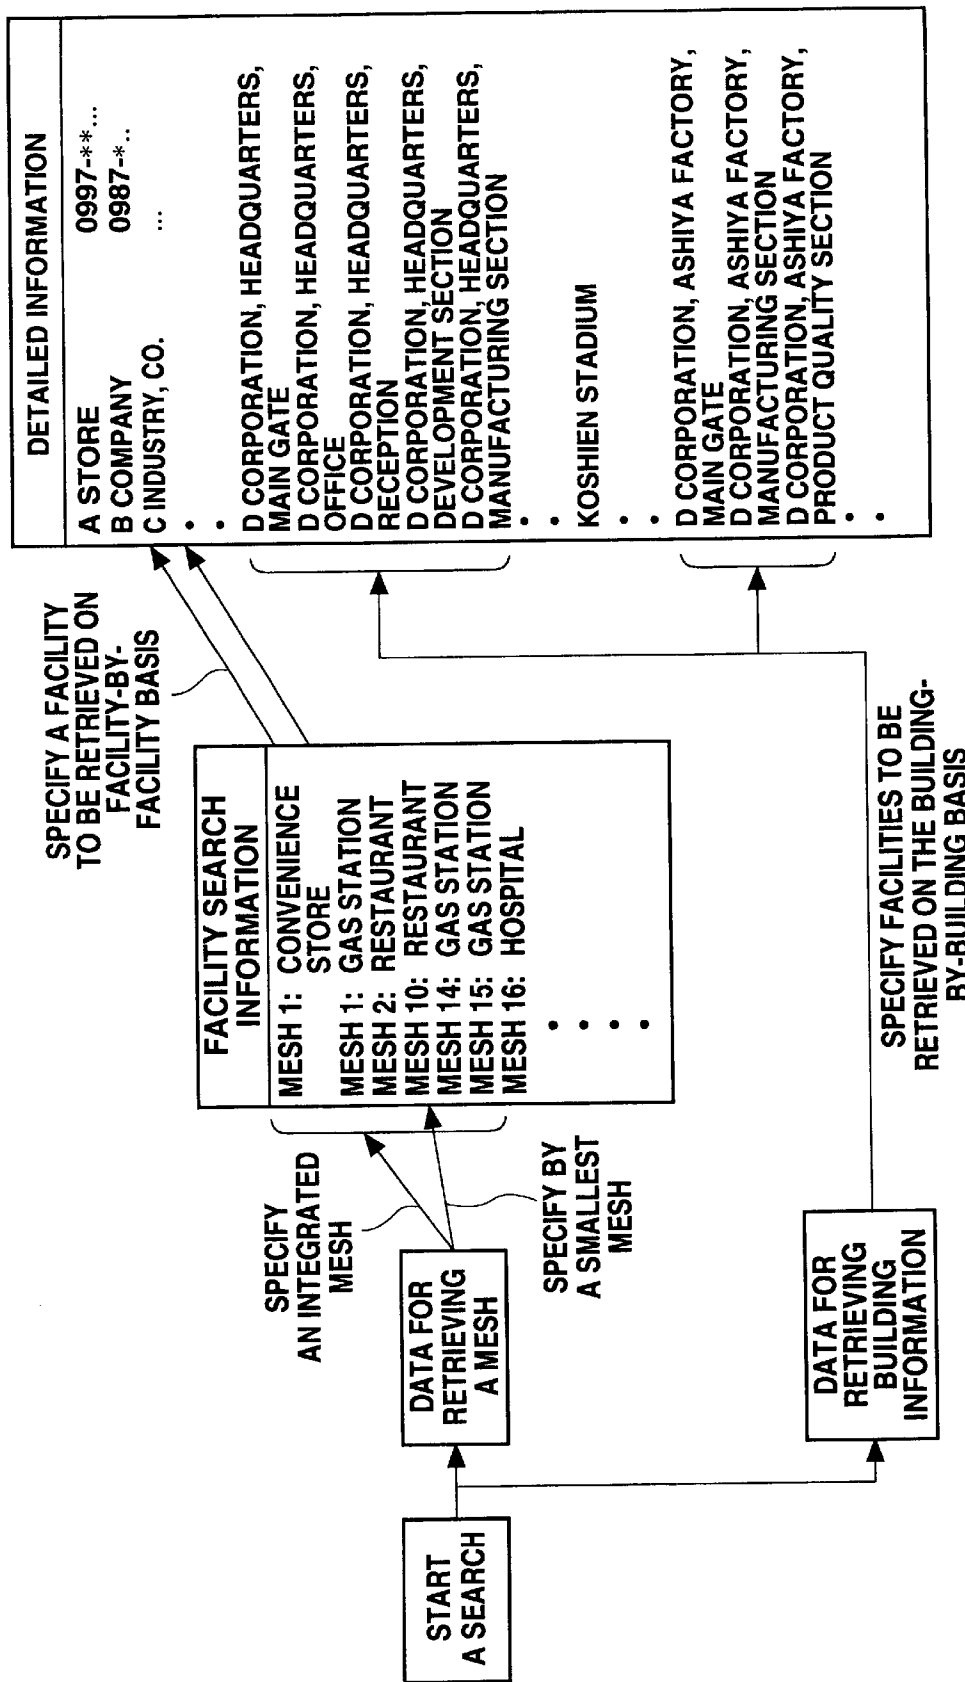 START
A SEARCH
DATA FOR
RETRIEVING
A MESH
DATA FOR
RETRIEVING
BUILDING
INFORMATION
SPECIFY
AN INTEGRATED
MESH
SPECIFY BY
A SMALLEST
MESH
FACILITY SEARCH
INFORMATION
MESH 1: CONVENIENCE
STORE
MESH 1: GAS STATION
MESH 2: RESTAURANT
MESH 10: RESTAURANT
MESH 14: GAS STATION
MESH 15: GAS STATION
MESH 16: HOSPITAL
SPECIFY A FACILITY
TO BE RETRIEVED ON
FACILITY-BY-
FACILITY BASIS
SPECIFY FACILITIES TO BE
RETRIEVED ON THE BUILDING-
BY-BUILDING BASIS
DETAILED INFORMATION
A STORE 0997-**...
B COMPANY 0987-*..
C INDUSTRY, CO. ...
D CORPORATION, HEADQUARTERS,
MAIN GATE
D CORPORATION, HEADQUARTERS,
OFFICE
D CORPORATION, HEADQUARTERS,
RECEPTION
D CORPORATION, HEADQUARTERS,
DEVELOPMENT SECTION
D CORPORATION, HEADQUARTERS,
MANUFACTURING SECTION
KOSHIEN STADIUM
D CORPORATION, ASHIYA FACTORY,
MAIN GATE
D CORPORATION, ASHIYA FACTORY,
MANUFACTURING SECTION
D CORPORATION, ASHIYA FACTORY,
PRODUCT QUALITY SECTION